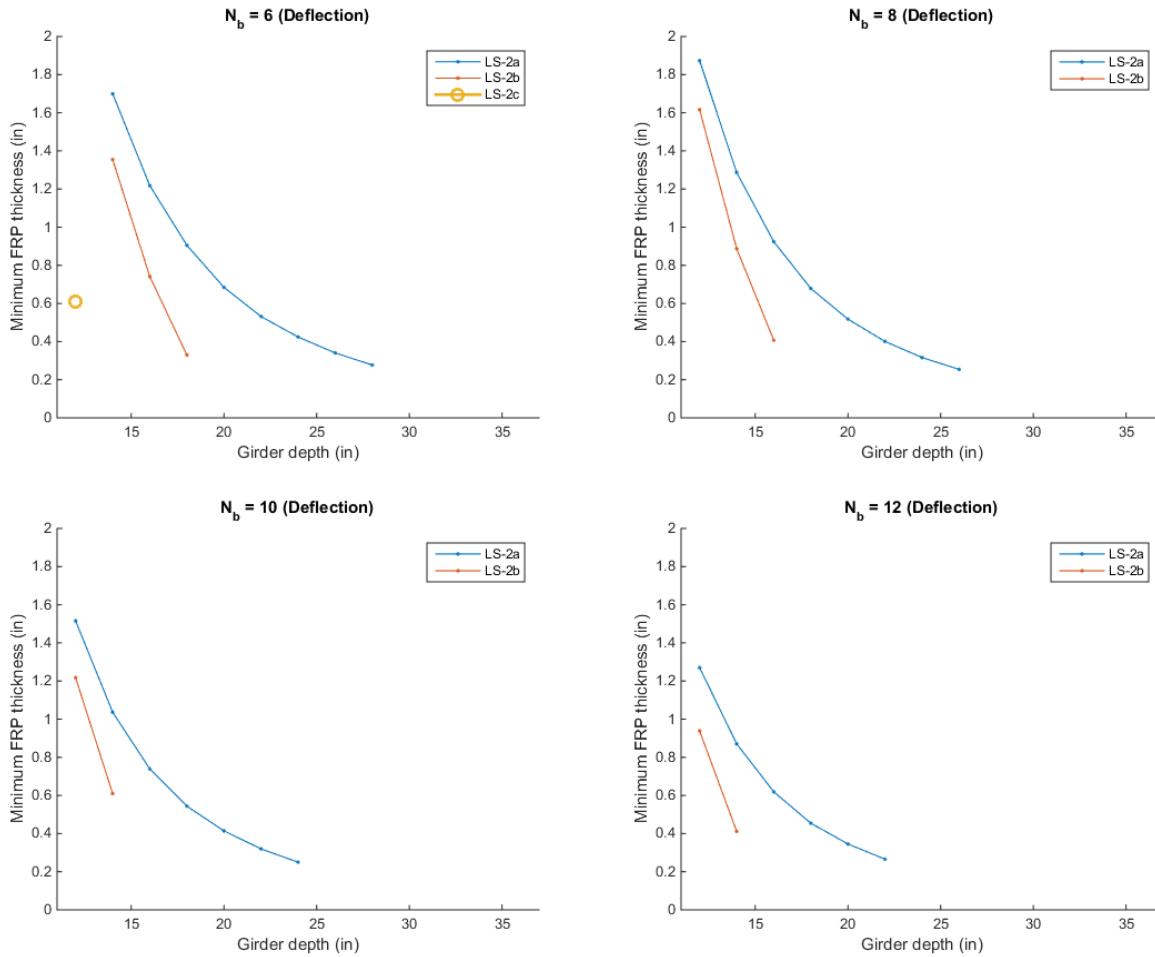 N_b = 6 (Deflection)
Minimum FRP thickness (in)
2
1.8
1.6
1.4
1.2
1
0.8
0.6
0.4
0.2
0
15 20 25 30 35
Girder depth (in)
LS-2a
LS-2b
LS-2c
N_b = 8 (Deflection)
Minimum FRP thickness (in)
2
1.8
1.6
1.4
1.2
1
0.8
0.6
0.4
0.2
0
15 20 25 30 35
Girder depth (in)
LS-2a
LS-2b
N_b = 10 (Deflection)
Minimum FRP thickness (in)
2
1.8
1.6
1.4
1.2
1
0.8
0.6
0.4
0.2
0
15 20 25 30 35
Girder depth (in)
LS-2a
LS-2b
N_b = 12 (Deflection)
Minimum FRP thickness (in)
2
1.8
1.6
1.4
1.2
1
0.8
0.6
0.4
0.2
0
15 20 25 30 35
Girder depth (in)
LS-2a
LS-2b